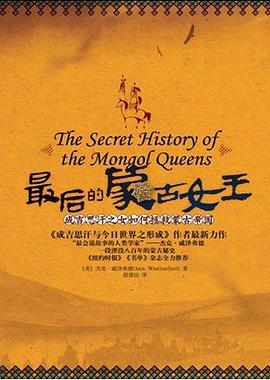 The Secret History of
the Mongol Queens
最后的蒙古女王
成吉思汗之女如何拯救蒙古帝国
《成吉思汗与今日世界之形成》作者最新力作
“最会说故事的人类学家”——杰克·威泽弗德
一段湮没八百年的蒙古秘史
《纽约时报》《书单》杂志全力推荐
[美] 杰克·威泽弗德(Jack Weatherford) 著
赵清治 译